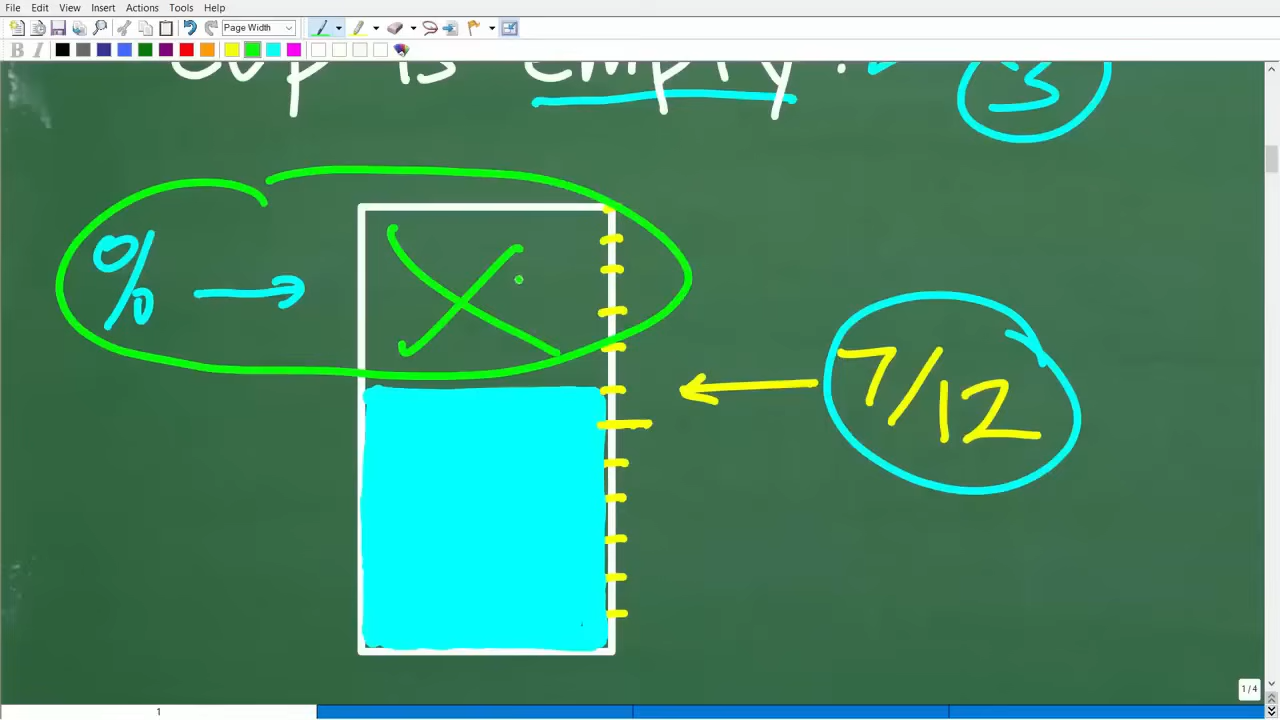 File Edit View Insert Actions Tools Help
Page Width
B I
cup is empty? 3
% → X
7/12
1/4
1